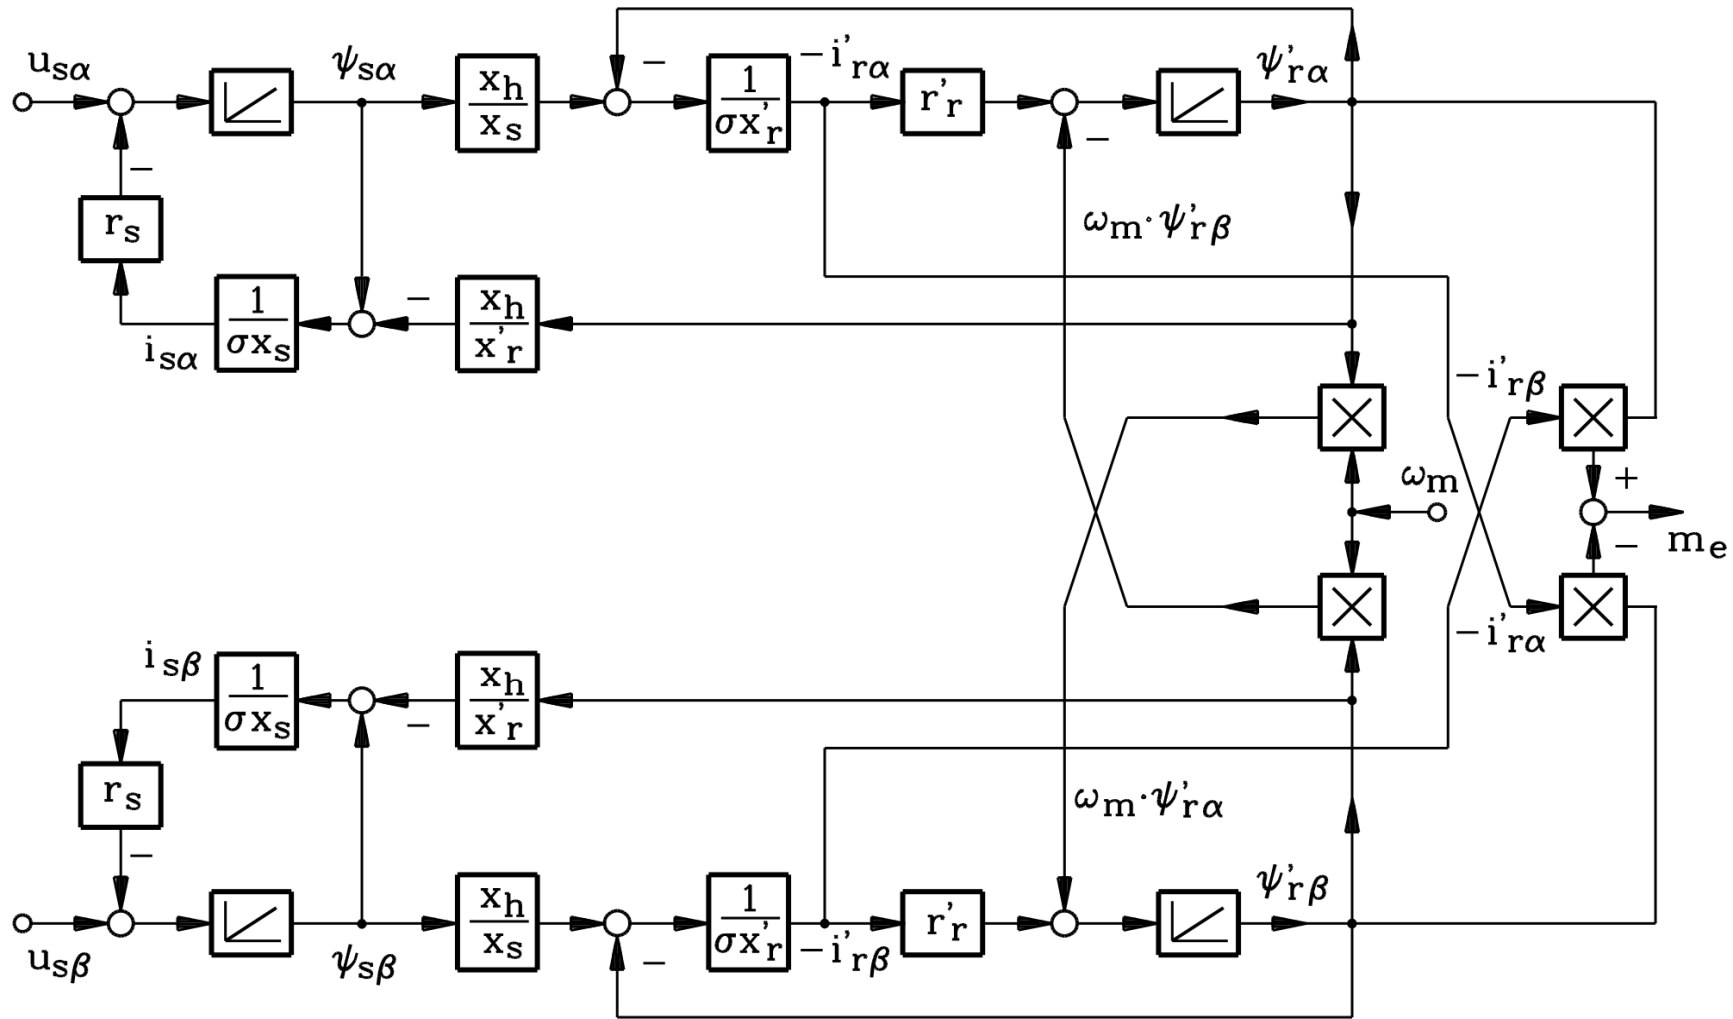 u_sα
ψ_sα
x_h
x_s
−
1
σx'_r
−i'_rα
r'_r
−
ψ'_rα
−
r_s
ω_m·ψ'_rβ
1
σx_s
i_sα
−
x_h
x'_r
−i'_rβ
ω_m
+
−
m_e
−i'_rα
i_sβ
1
σx_s
−
x_h
x'_r
r_s
−
ω_m·ψ'_rα
u_sβ
ψ_sβ
x_h
x_s
−
1
σx'_r
−i'_rβ
r'_r
ψ'_rβ